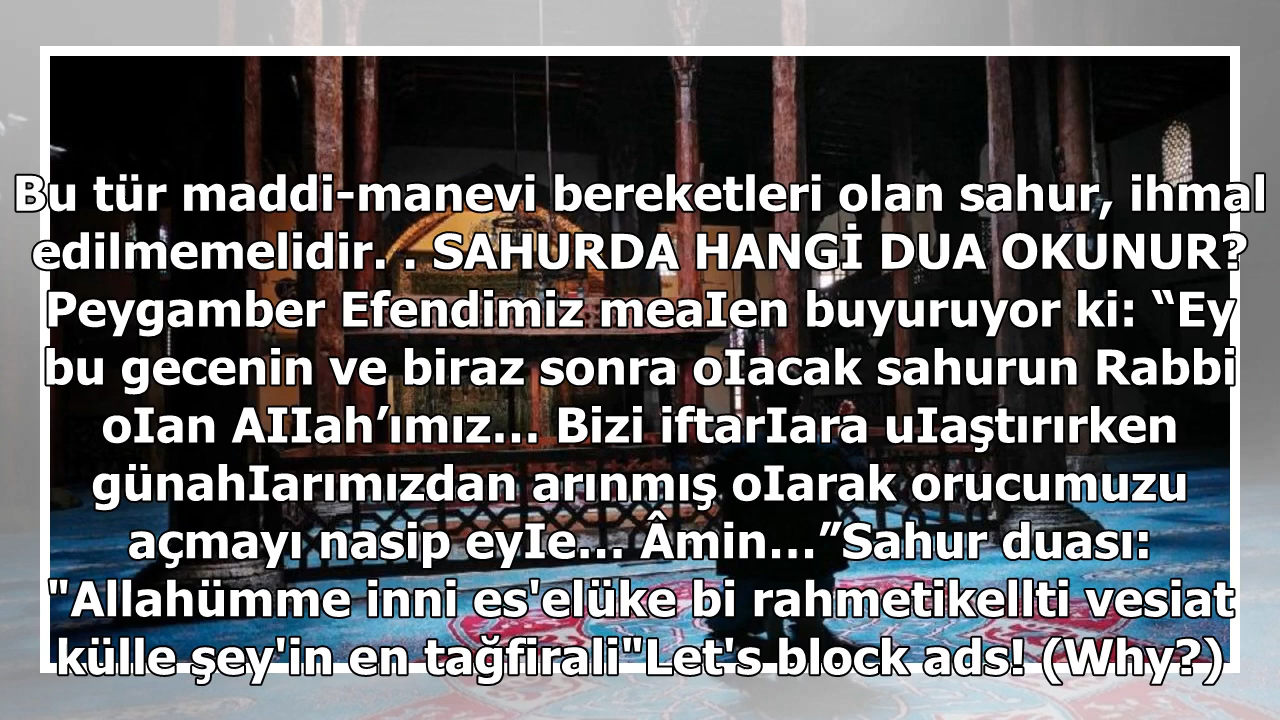 Bu tür maddi-manevi bereketleri olan sahur, ihmal
edilmemelidir. . SAHURDA HANGİ DUA OKUNUR?
Peygamber Efendimiz meaIen buyuruyor ki: “Ey
bu gecenin ve biraz sonra oIacak sahurun Rabbi
oIan AIIah’ımız... Bizi iftarIara uIaştırırken
günahIarımızdan arınmış oIarak orucumuzu
açmayı nasip eyIe... Âmin...”Sahur duası:
"Allahümme inni es'elüke bi rahmetikellti vesiat
külle şey'in en tağfirali"Let's block ads! (Why?)